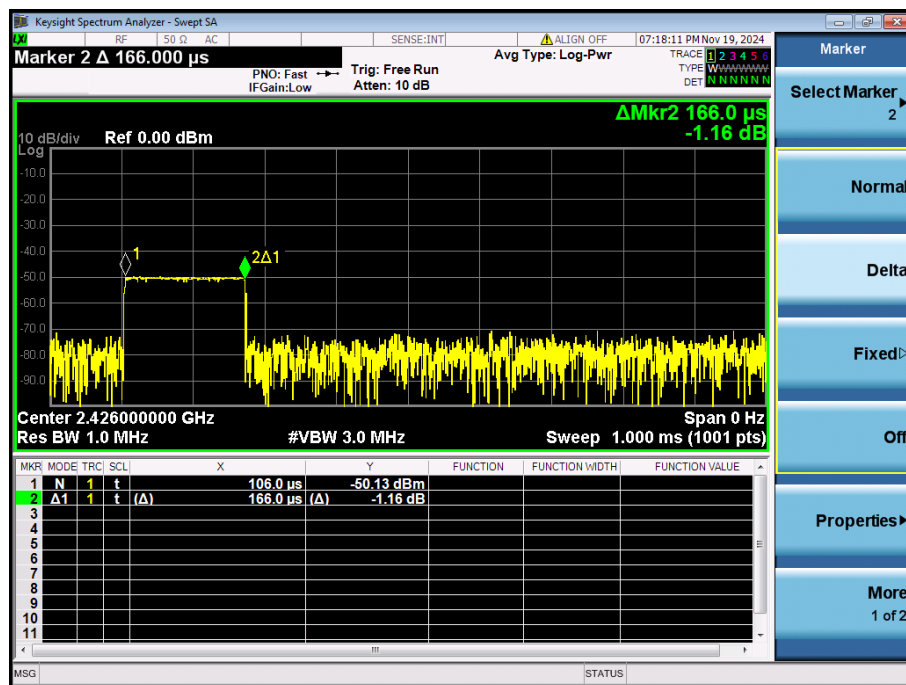 Keysight Spectrum Analyzer - Swept SA
LXI RF 50 Ω AC SENSE:INT ALIGN OFF 07:18:11 PM Nov 19, 2024
Marker 2 Δ 166.000 µs
PNO: Fast
IFGain:Low
Trig: Free Run
Atten: 10 dB
Avg Type: Log-Pwr
TRACE 1 2 3 4 5 6
TYPE W W W W W W
DET N N N N N N
ΔMkr2 166.0 µs
-1.16 dB
10 dB/div Ref 0.00 dBm
Log
-10.0
-20.0
-30.0
-40.0
-50.0
-60.0
-70.0
-80.0
-90.0
1
2Δ1
Center 2.426000000 GHz Span 0 Hz
Res BW 1.0 MHz #VBW 3.0 MHz Sweep 1.000 ms (1001 pts)
MKR MODE TRC SCL X Y FUNCTION FUNCTION WIDTH FUNCTION VALUE
1 N 1 t 106.0 µs -50.13 dBm
2 Δ1 1 t (Δ) 166.0 µs (Δ) -1.16 dB
3
4
5
6
7
8
9
10
11
MSG STATUS
Marker
Select Marker
2
Normal
Delta
Fixed
Off
Properties
More
1 of 2